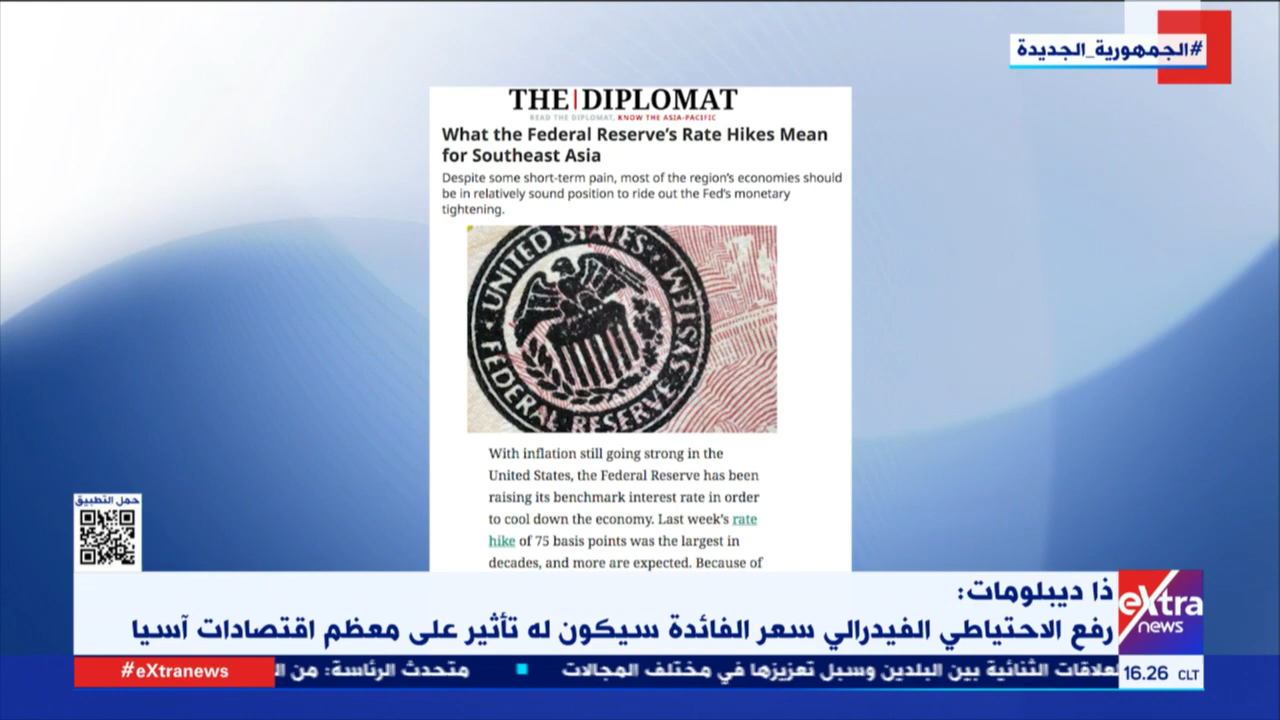 #الجمهورية_الجديدة
THE|DIPLOMAT
READ THE DIPLOMAT, KNOW THE ASIA-PACIFIC
What the Federal Reserve's Rate Hikes Mean
for Southeast Asia
Despite some short-term pain, most of the region's economies should
be in relatively sound position to ride out the Fed's monetary
tightening.
UNITED STATES
FEDERAL RESERVE SYSTEM
With inflation still going strong in the
United States, the Federal Reserve has been
raising its benchmark interest rate in order
to cool down the economy. Last week's rate
hike of 75 basis points was the largest in
decades, and more are expected. Because of
حمل التطبيق
ذا ديبلومات:
رفع الاحتياطي الفيدرالي سعر الفائدة سيكون له تأثير على معظم اقتصادات آسيا
eXtra
news
لعلاقات الثنائية بين البلدين وسبل تعزيزها في مختلف المجالات ■ متحدث الرئاسة: من
#eXtranews
16.26 CLT